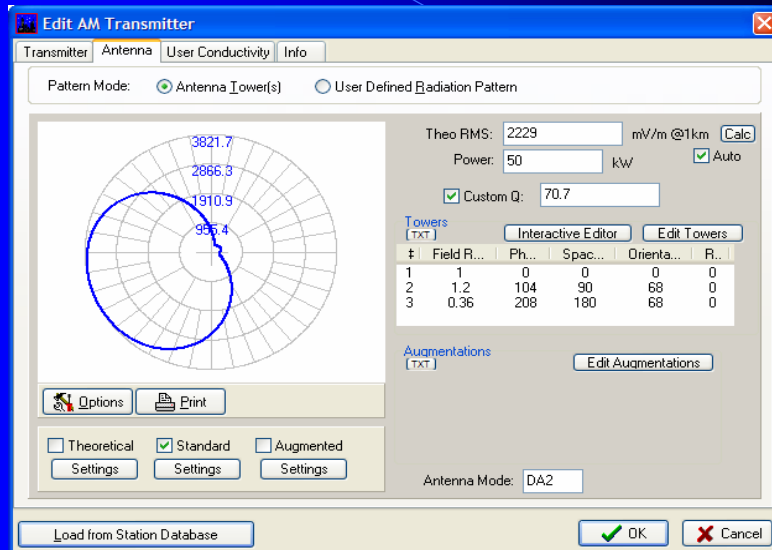 Edit AM Transmitter
Transmitter Antenna User Conductivity Info
Pattern Mode: Antenna Tower(s) User Defined Radiation Pattern
3821.7
2866.3
1910.9
955.4
Theo RMS: 2229 mV/m @1km Calc
Power: 50 kW Auto
Custom Q: 70.7
Towers
[TXT] Interactive Editor Edit Towers
‡ Field R... Ph... Spac... Orienta... R..
1 1 0 0 0 0
2 1.2 104 90 68 0
3 0.36 208 180 68 0
Augmentations
[TXT] Edit Augmentations
Options Print
Theoretical Standard Augmented
Settings Settings Settings
Antenna Mode: DA2
Load from Station Database OK Cancel